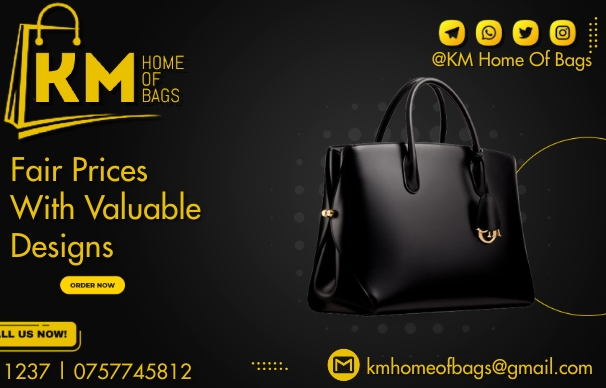 KM HOME
OF
BAGS
@KM Home Of Bags
Fair Prices
With Valuable
Designs
ORDER NOW
ALL US NOW!
1237 | 0757745812
kmhomeofbags@gmail.com